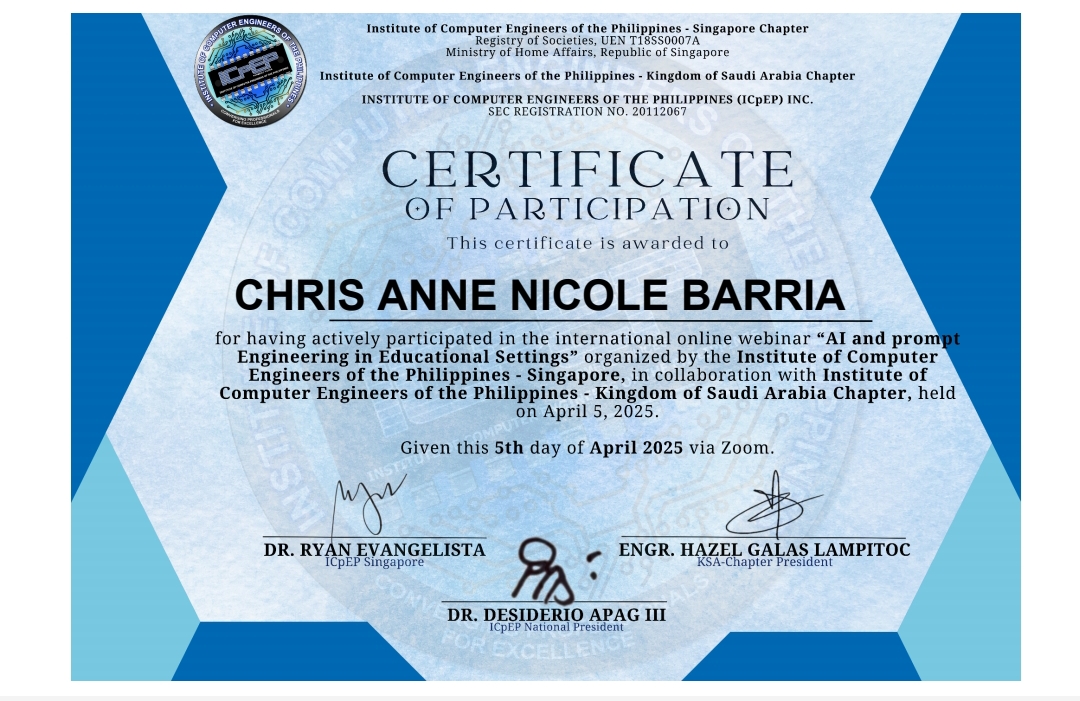 INSTITUTE OF COMPUTER ENGINEERS OF THE PHILIPPINES
ICpEP
CONVERGING PROFESSIONALS FOR EXCELLENCE
Institute of Computer Engineers of the Philippines - Singapore Chapter
Registry of Societies, UEN T18SS0007A
Ministry of Home Affairs, Republic of Singapore
Institute of Computer Engineers of the Philippines - Kingdom of Saudi Arabia Chapter
INSTITUTE OF COMPUTER ENGINEERS OF THE PHILIPPINES (ICpEP) INC.
SEC REGISTRATION NO. 20112067
CERTIFICATE
OF PARTICIPATION
This certificate is awarded to
CHRIS ANNE NICOLE BARRIA
for having actively participated in the international online webinar “AI and prompt
Engineering in Educational Settings” organized by the Institute of Computer
Engineers of the Philippines - Singapore, in collaboration with Institute of
Computer Engineers of the Philippines - Kingdom of Saudi Arabia Chapter, held
on April 5, 2025.
Given this 5th day of April 2025 via Zoom.
DR. RYAN EVANGELISTA
ICpEP Singapore
ENGR. HAZEL GALAS LAMPITOC
KSA-Chapter President
DR. DESIDERIO APAG III
ICpEP National President
FOR EXCELLENCE